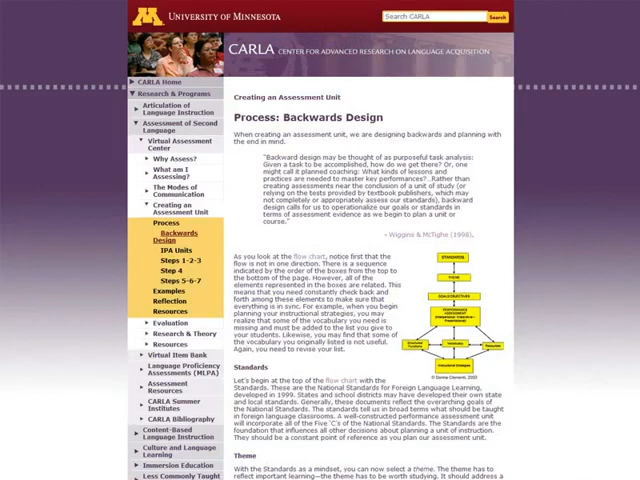 UNIVERSITY OF MINNESOTA
Search CARLA
Search
CARLA CENTER FOR ADVANCED RESEARCH ON LANGUAGE ACQUISITION
CARLA Home
Research & Programs
Articulation of
Language Instruction
Assessment of Second
Language
Virtual Assessment
Center
Why Assess?
What am I
Assessing?
The Modes of
Communication
Creating an
Assessment Unit
Process
Backwards
Design
IPA Units
Steps 1-2-3
Step 4
Steps 5-6-7
Examples
Reflection
Resources
Evaluation
Research & Theory
Resources
Virtual Item Bank
Language Proficiency
Assessments (MLPA)
Assessment
Resources
CARLA Summer
Institutes
CARLA Bibliography
Content-Based
Language Instruction
Culture and Language
Learning
Immersion Education
Less Commonly Taught
Creating an Assessment Unit
Process: Backwards Design
When creating an assessment unit, we are designing backwards and planning with
the end in mind.
"Backward design may be thought of as purposeful task analysis:
Given a task to be accomplished, how do we get there? Or, one
might call it planned coaching: What kinds of lessons and
practices are needed to master key performances?..Rather than
creating assessments near the conclusion of a unit of study (or
relying on the tests provided by textbook publishers, which may
not completely or appropriately assess our standards), backward
design calls for us to operationalize our goals or standards in
terms of assessment evidence as we begin to plan a unit or
course."
- Wiggins & McTighe (1998).
As you look at the flow chart, notice first that the
flow is not in one direction. There is a sequence
indicated by the order of the boxes from the top to
the bottom of the page. However, all of the
elements represented in the boxes are related. This
means that you need constantly check back and
forth among these elements to make sure that
everything is in sync. For example, when you begin
planning your instructional strategies, you may
realize that some of the vocabulary you need is
missing and must be added to the list you give to
your students. Likewise, you may find that some of
the vocabulary you originally listed is not useful.
Again, you need to revise your list.
STANDARDS
THEME
GOALS OBJECTIVES
PERFORMANCE
ASSESSMENT
Vocabulary
Resources
Instructional Strategies
© Donna Clementi, 2003
Standards
Let's begin at the top of the flow chart with the
Standards. These are the National Standards for Foreign Language Learning,
developed in 1999. States and school districts may have developed their own state
and local standards. Generally, these documents reflect the overarching goals of
the National Standards. The standards tell us in broad terms what should be taught
in foreign language classrooms. A well-constructed performance assessment unit
will incorporate all of the Five 'C's of the National Standards. The Standards are the
foundation that influences all other decisions about planning a unit of instruction.
They should be a constant point of reference as you plan our assessment unit.
Theme
With the Standards as a mindset, you can now select a theme. The theme has to
reflect important learning—the theme has to be worth studying. It should address a